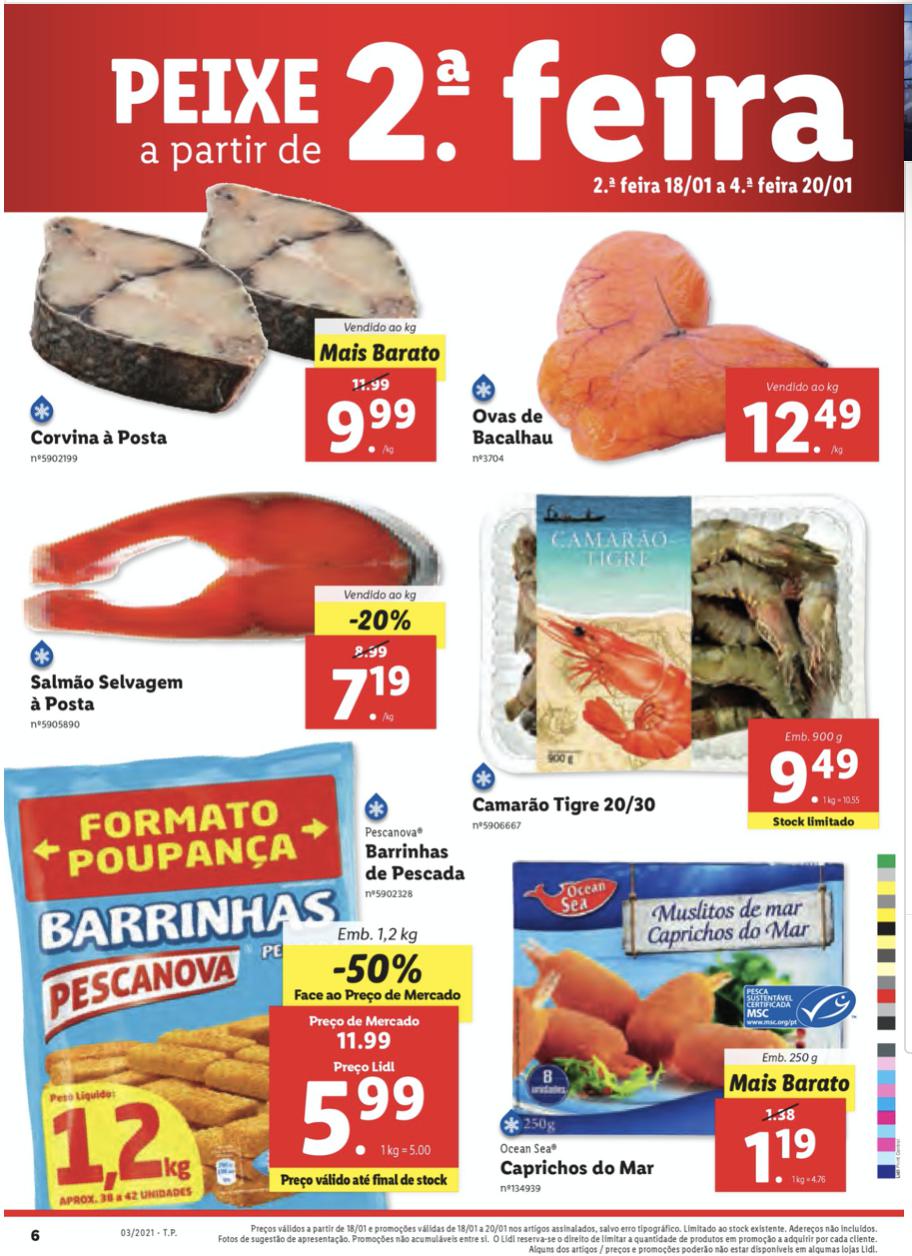 PEIXE
a partir de
2.ª feira
2.ª feira 18/01 a 4.ª feira 20/01
Vendido ao kg
Mais Barato
11.99
9.99
/kg
Corvina à Posta
nº5902199
Vendido ao kg
12.49
/kg
Ovas de
Bacalhau
nº3704
Vendido ao kg
-20%
8.99
7.19
/kg
Salmão Selvagem
à Posta
nº5905890
CAMARÃO
TIGRE
900 g
Emb. 900 g
9.49
1 kg = 10.55
Stock limitado
Camarão Tigre 20/30
nº5906667
FORMATO
POUPANÇA
BARRINHAS
PE
PESCANOVA
Peso Líquido:
1,2kg
APROX. 38 a 42 UNIDADES
Pescanova®
Barrinhas
de Pescada
nº5902328
Emb. 1,2 kg
-50%
Face ao Preço de Mercado
Preço de Mercado
11.99
Preço Lidl
5.99
1 kg = 5.00
Preço válido até final de stock
Ocean
Sea
Muslitos de mar
Caprichos do Mar
PESCA
SUSTENTÁVEL
CERTIFICADA
MSC
www.msc.org/pt
8
unidades
250g
Emb. 250 g
Mais Barato
1.38
1.19
1 kg = 4.76
Ocean Sea®
Caprichos do Mar
nº134939
Lidl Print Control
6
03/2021 - T.P.
Preços válidos a partir de 18/01 e promoções válidas de 18/01 a 20/01 nos artigos assinalados, salvo erro tipográfico. Limitado ao stock existente. Adereços não incluídos.
Fotos de sugestão de apresentação. Promoções não acumuláveis entre si. O Lidl reserva-se o direito de limitar a quantidade de produtos em promoção a adquirir por cada cliente.
Alguns dos artigos / preços e promoções poderão não estar disponíveis em algumas lojas Lidl.